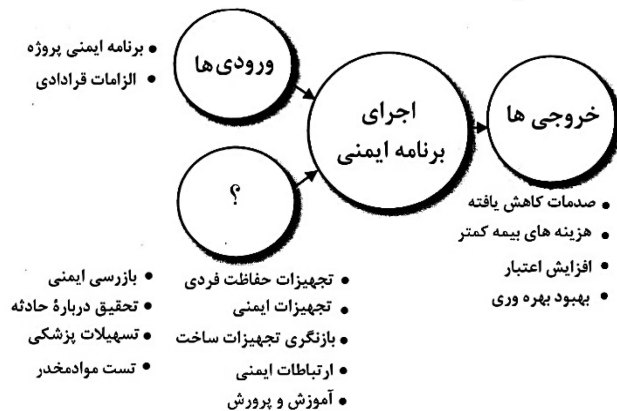 برنامه ایمنی پروژه
الزامات قرادادی
ورودی‌ها
اجرای
برنامه ایمنی
خروجی ها
؟
صدمات کاهش یافته
هزینه های بیمه کمتر
افزایش اعتبار
بهبود بهره وری
تجهیزات حفاظت فردی
تجهیزات ایمنی
بازنگری تجهیزات ساخت
ارتباطات ایمنی
آموزش و پرورش
بازرسی ایمنی
تحقیق دربارۀ حادثه
تسهیلات پزشکی
تست موادمخدر